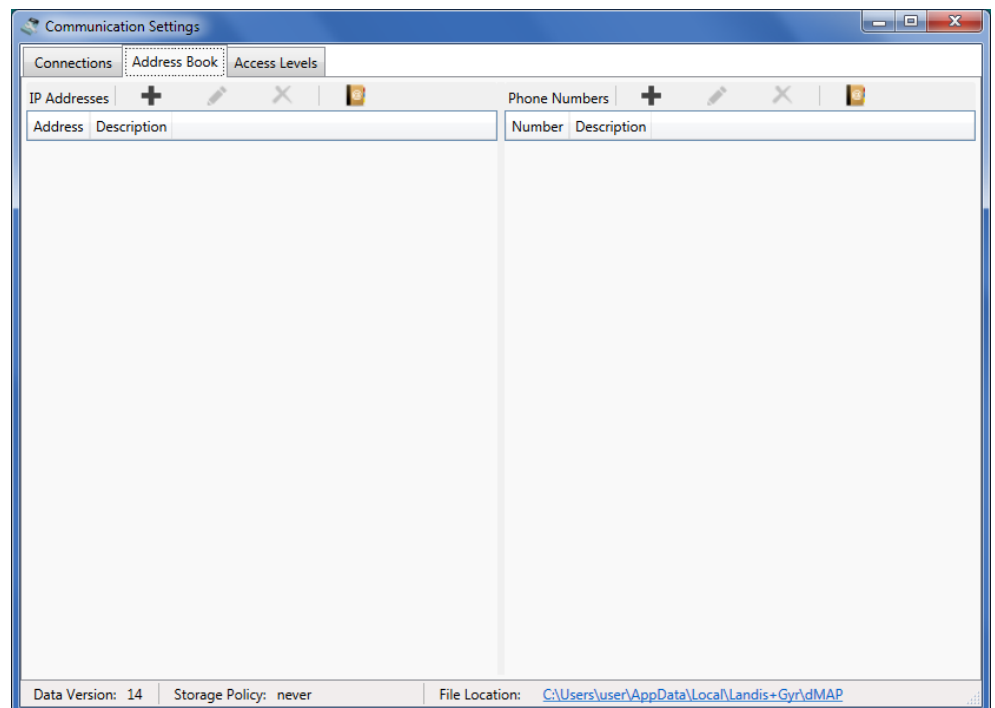 Communication Settings
Connections Address Book Access Levels
IP Addresses Phone Numbers
Address Description Number Description
Data Version: 14 Storage Policy: never File Location: C:\Users\user\AppData\Local\Landis+Gyr\dMAP